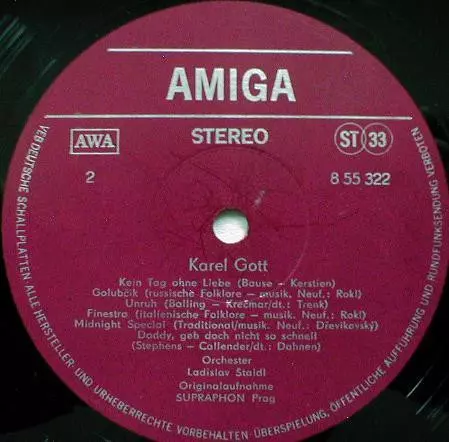 AMIGA
AWA
STEREO
ST 33
2
8 55 322
Karel Gott
Kein Tag ohne Liebe (Bause – Kerstien)
Golubčik (russische Folklore – musik. Neuf.: Rokl)
Unruh (Bolling – Krečmar/dt.: Trenk)
Finestra (italienische Folklore – musik. Neuf.: Rokl)
Midnight Special (Traditional/musik. Neuf.: Dřevikovský)
Daddy, geh doch nicht so schnell
(Stephens – Callender/dt.: Dahnen)
Orchester
Ladislav Staidl
Originalaufnahme
SUPRAPHON Prag
VEB DEUTSCHE SCHALLPLATTEN ALLE HERSTELLER- UND URHEBERRECHTE VORBEHALTEN. ÜBERSPIELUNG, ÖFFENTLICHE AUFFÜHRUNG UND RUNDFUNKSENDUNG VERBOTEN